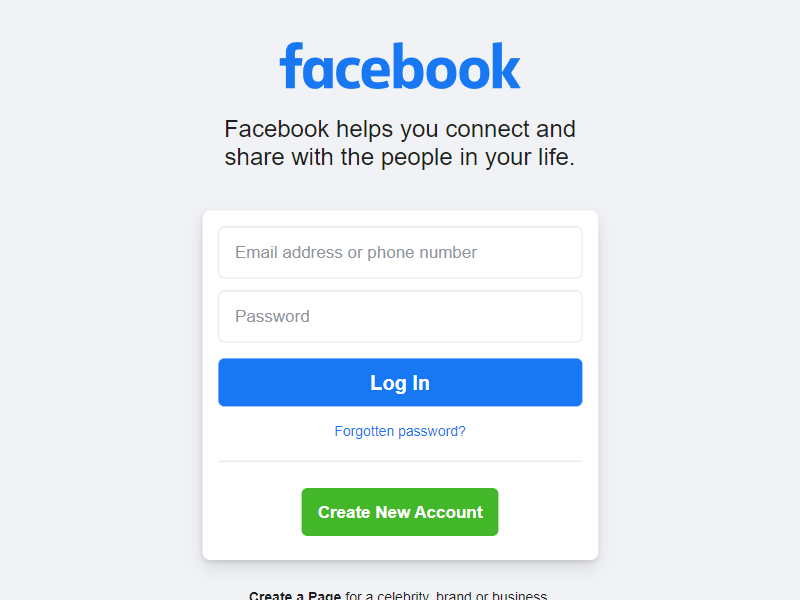 facebook
Facebook helps you connect and
share with the people in your life.
Email address or phone number
Password
Log In
Forgotten password?
Create New Account
Create a Page for a celebrity, brand or business.